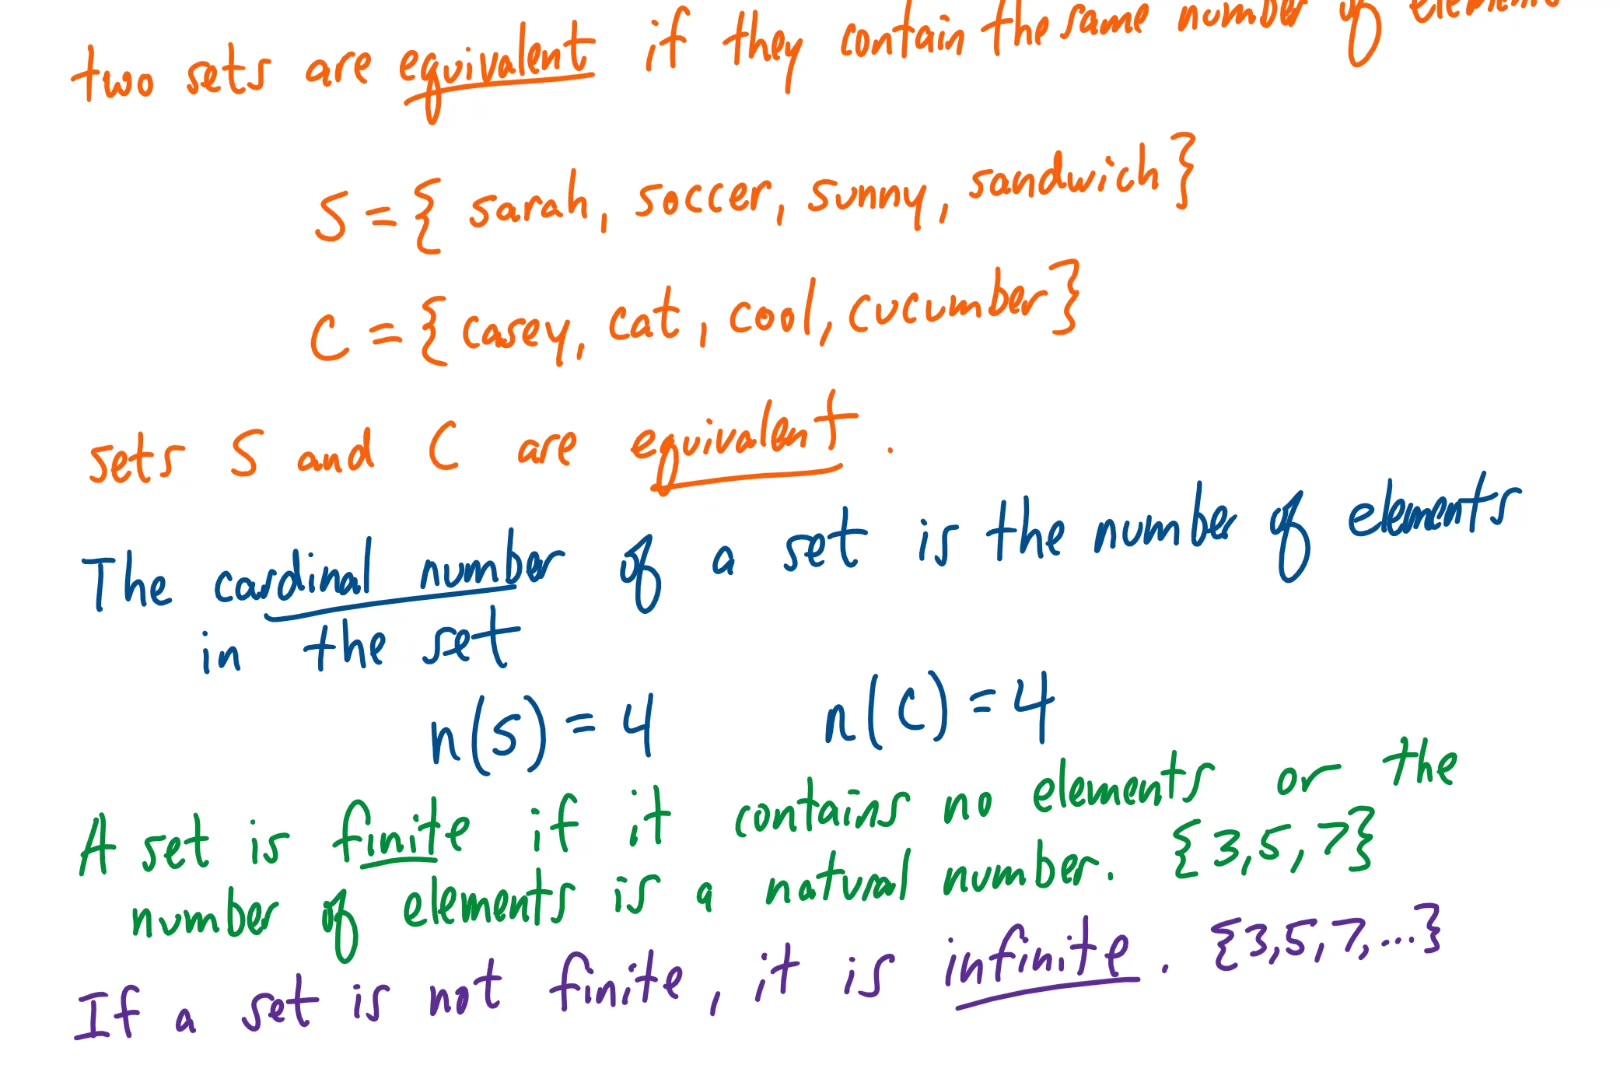 two sets are equivalent if they contain the same number of elements
S = { sarah, soccer, sunny, sandwich }
C = { casey, cat, cool, cucumber }
sets S and C are equivalent.
The cardinal number of a set is the number of elements
in the set
n(S) = 4 n(C) = 4
A set is finite if it contains no elements or the
number of elements is a natural number. {3,5,7}
If a set is not finite, it is infinite. {3,5,7,...}